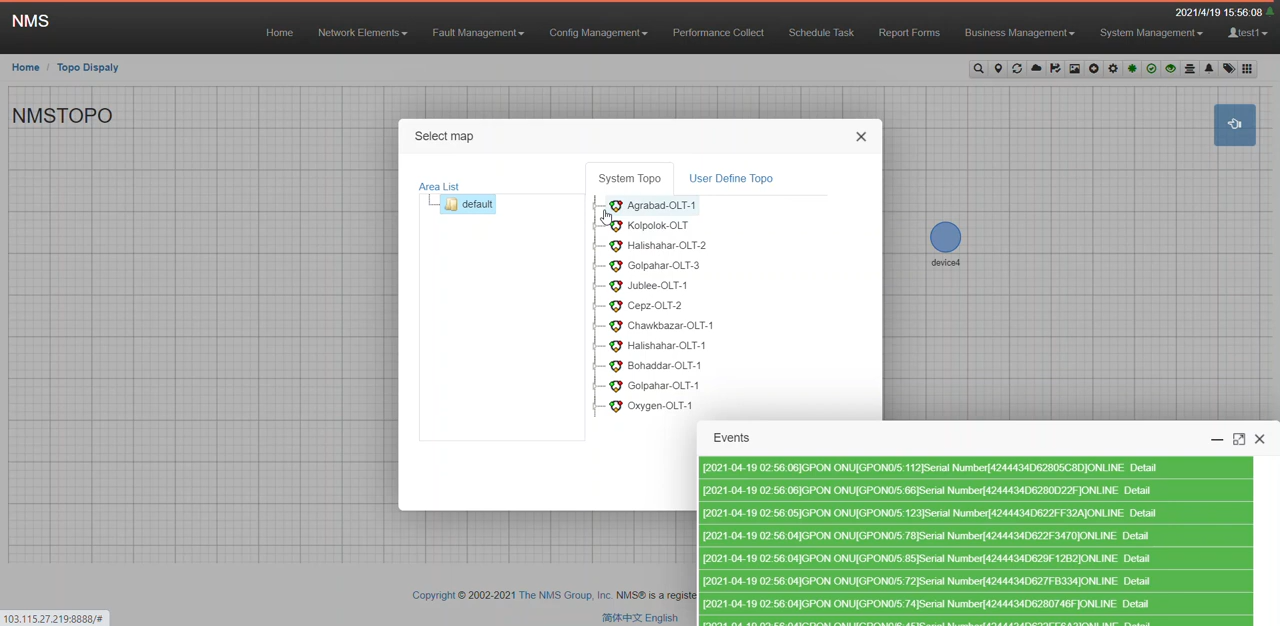 2021/4/19 15:56:08
NMS
Home Network Elements Fault Management Config Management Performance Collect Schedule Task Report Forms Business Management System Management test1
Home / Topo Dispaly
NMSTOPO
Select map
Area List
default
System Topo User Define Topo
Agrabad-OLT-1
Kolpolok-OLT
Halishahar-OLT-2
Golpahar-OLT-3
Jublee-OLT-1
Cepz-OLT-2
Chawkbazar-OLT-1
Halishahar-OLT-1
Bohaddar-OLT-1
Golpahar-OLT-1
Oxygen-OLT-1
device4
Events
[2021-04-19 02:56:06]GPON ONU[GPON0/5:112]Serial Number[4244434D62805C8D]ONLINE Detail
[2021-04-19 02:56:06]GPON ONU[GPON0/5:66]Serial Number[4244434D6280D22F]ONLINE Detail
[2021-04-19 02:56:05]GPON ONU[GPON0/5:123]Serial Number[4244434D622FF32A]ONLINE Detail
[2021-04-19 02:56:04]GPON ONU[GPON0/5:78]Serial Number[4244434D622F3470]ONLINE Detail
[2021-04-19 02:56:04]GPON ONU[GPON0/5:85]Serial Number[4244434D629F12B2]ONLINE Detail
[2021-04-19 02:56:04]GPON ONU[GPON0/5:72]Serial Number[4244434D627FB334]ONLINE Detail
[2021-04-19 02:56:04]GPON ONU[GPON0/5:74]Serial Number[4244434D6280746F]ONLINE Detail
Copyright © 2002-2021 The NMS Group, Inc. NMS® is a registe
简体中文 English
103.115.27.219:8888/#